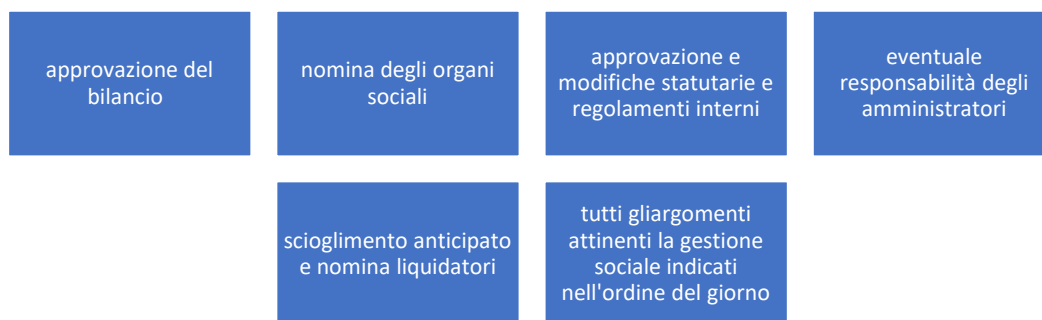 approvazione del
bilancio
nomina degli organi
sociali
approvazione e
modifiche statutarie e
regolamenti interni
eventuale
responsabilità degli
amministratori
scioglimento anticipato
e nomina liquidatori
tutti gliargomenti
attinenti la gestione
sociale indicati
nell'ordine del giorno